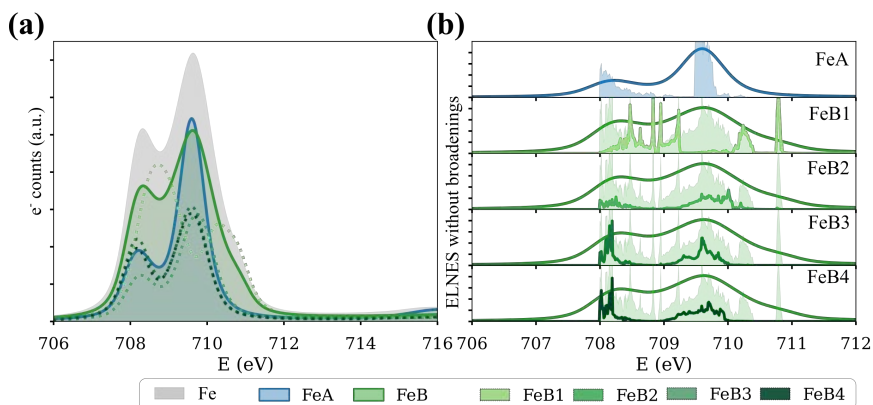 (a)
(b)
e⁻ counts (a.u.)
706 708 710 712 714 716
E (eV)
ELNES without broadenings
FeA
FeB1
FeB2
FeB3
FeB4
706 707 708 709 710 711 712
E (eV)
Fe FeA FeB FeB1 FeB2 FeB3 FeB4